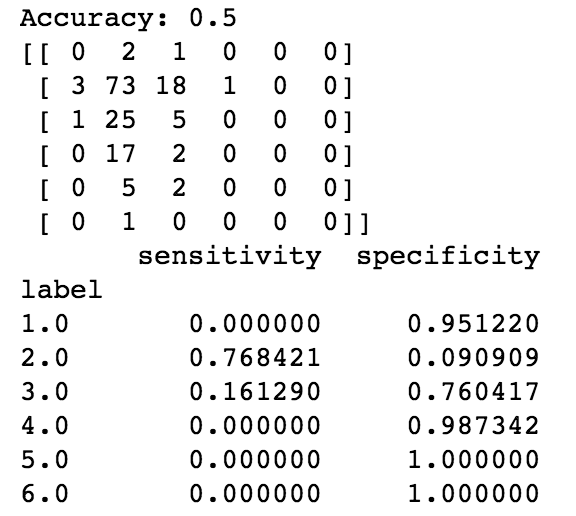 Accuracy: 0.5
[[ 0  2  1  0  0  0]
 [ 3 73 18  1  0  0]
 [ 1 25  5  0  0  0]
 [ 0 17  2  0  0  0]
 [ 0  5  2  0  0  0]
 [ 0  1  0  0  0  0]]
       sensitivity  specificity
label
1.0       0.000000     0.951220
2.0       0.768421     0.090909
3.0       0.161290     0.760417
4.0       0.000000     0.987342
5.0       0.000000     1.000000
6.0       0.000000     1.000000